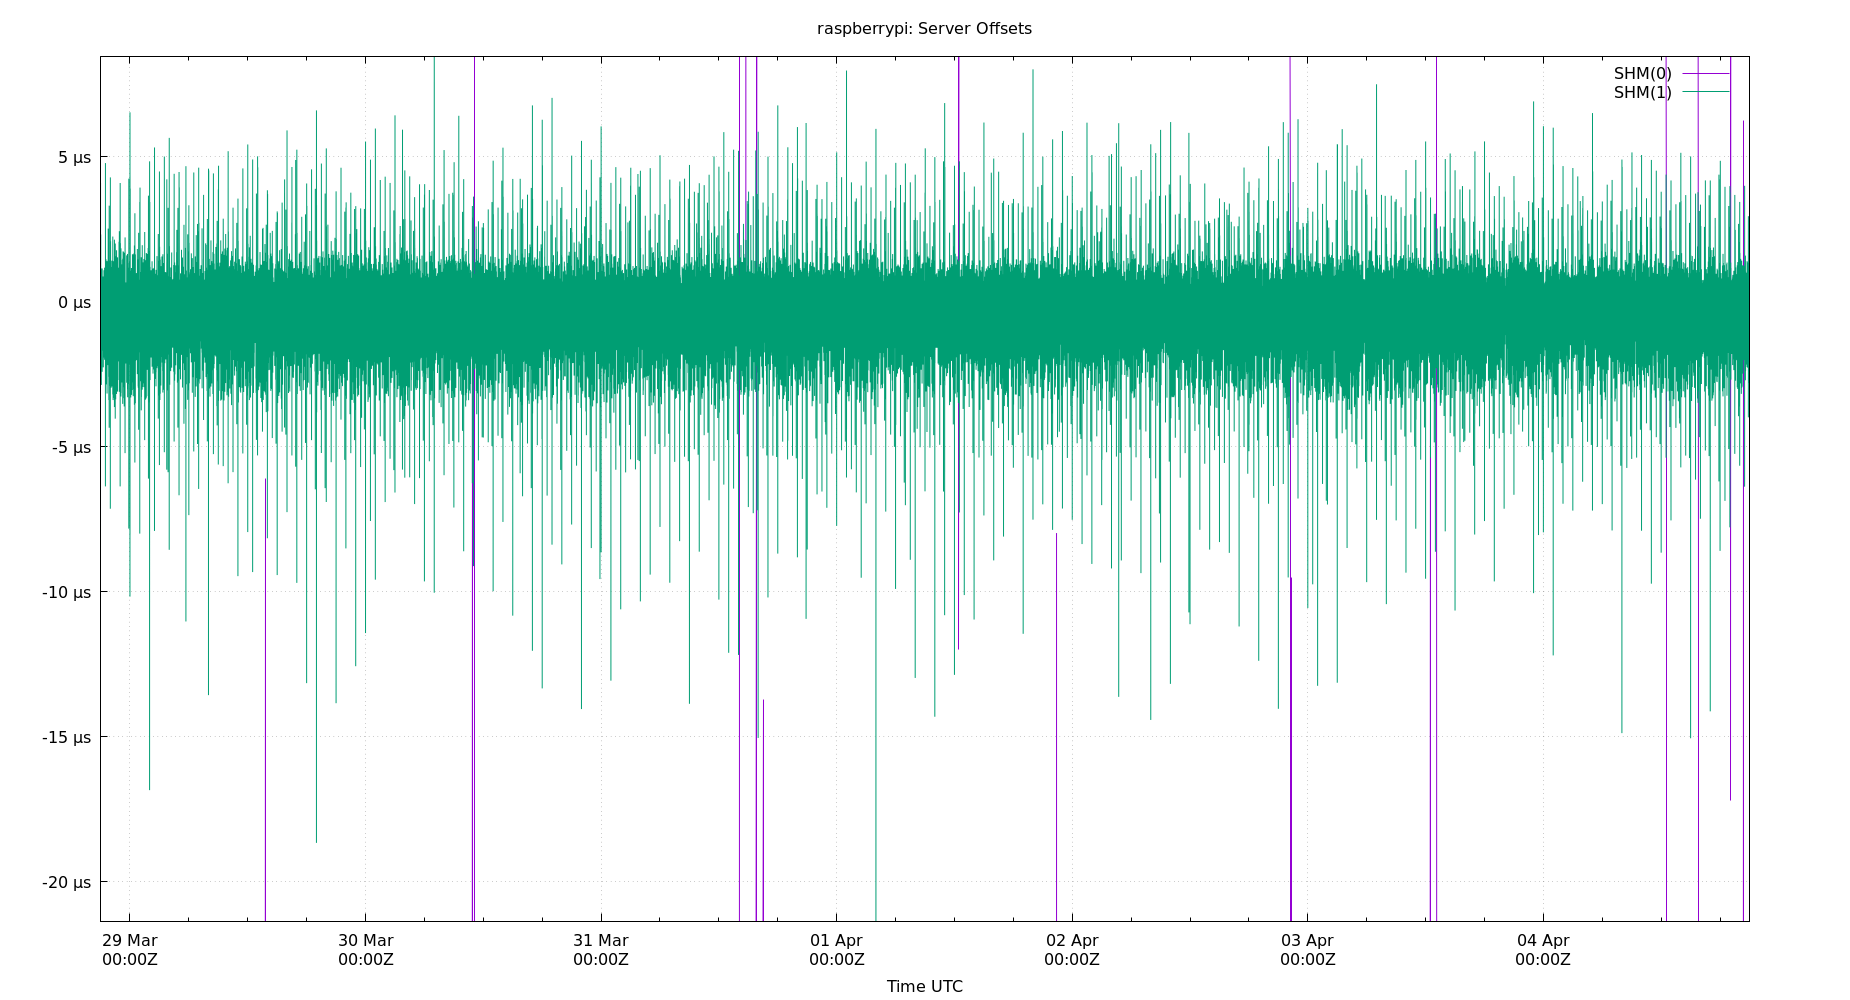 raspberrypi: Server Offsets
SHM(0)
SHM(1)
5 µs
0 µs
-5 µs
-10 µs
-15 µs
-20 µs
29 Mar 30 Mar 31 Mar 01 Apr 02 Apr 03 Apr 04 Apr
00:00Z 00:00Z 00:00Z 00:00Z 00:00Z 00:00Z 00:00Z
Time UTC